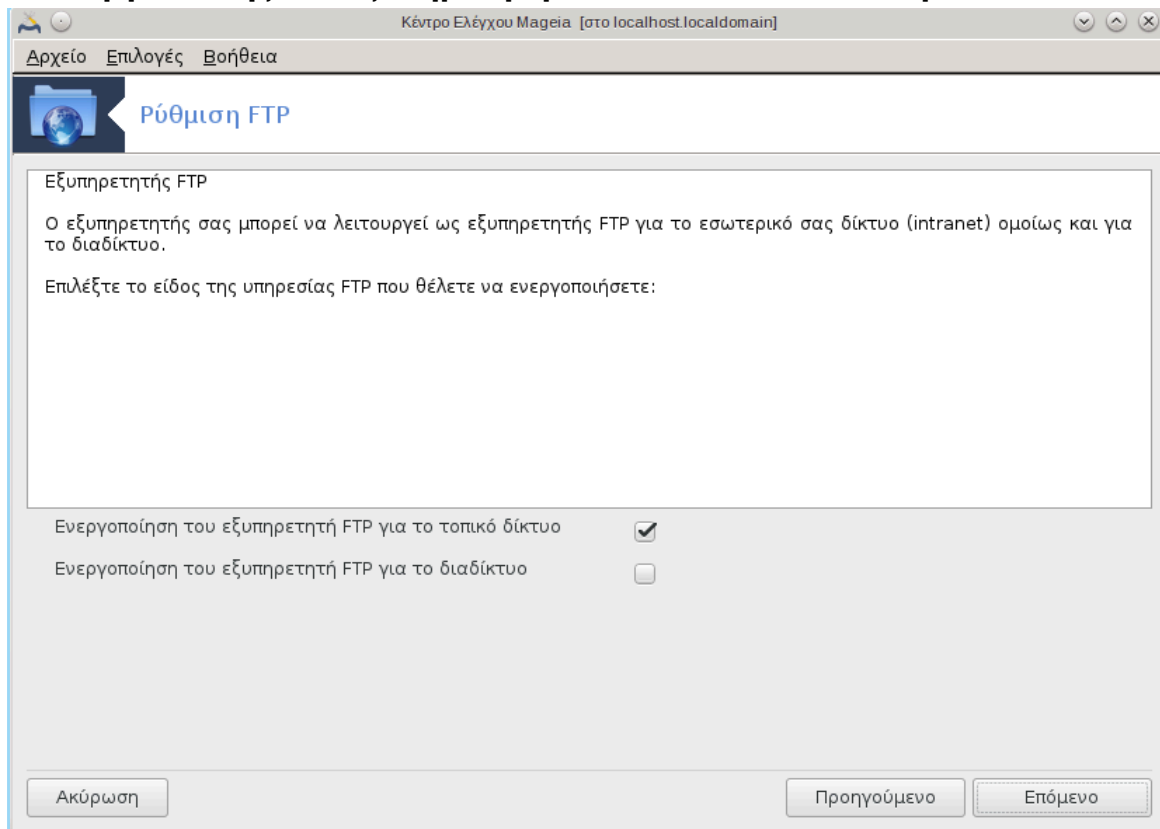 Κέντρο Ελέγχου Mageia [στο localhost.localdomain]
Αρχείο Επιλογές Βοήθεια
Ρύθμιση FTP
Εξυπηρετητής FTP
Ο εξυπηρετητής σας μπορεί να λειτουργεί ως εξυπηρετητής FTP για το εσωτερικό σας δίκτυο (intranet) ομοίως και για
το διαδίκτυο.
Επιλέξτε το είδος της υπηρεσίας FTP που θέλετε να ενεργοποιήσετε:
Ενεργοποίηση του εξυπηρετητή FTP για το τοπικό δίκτυο
Ενεργοποίηση του εξυπηρετητή FTP για το διαδίκτυο
Ακύρωση
Προηγούμενο
Επόμενο